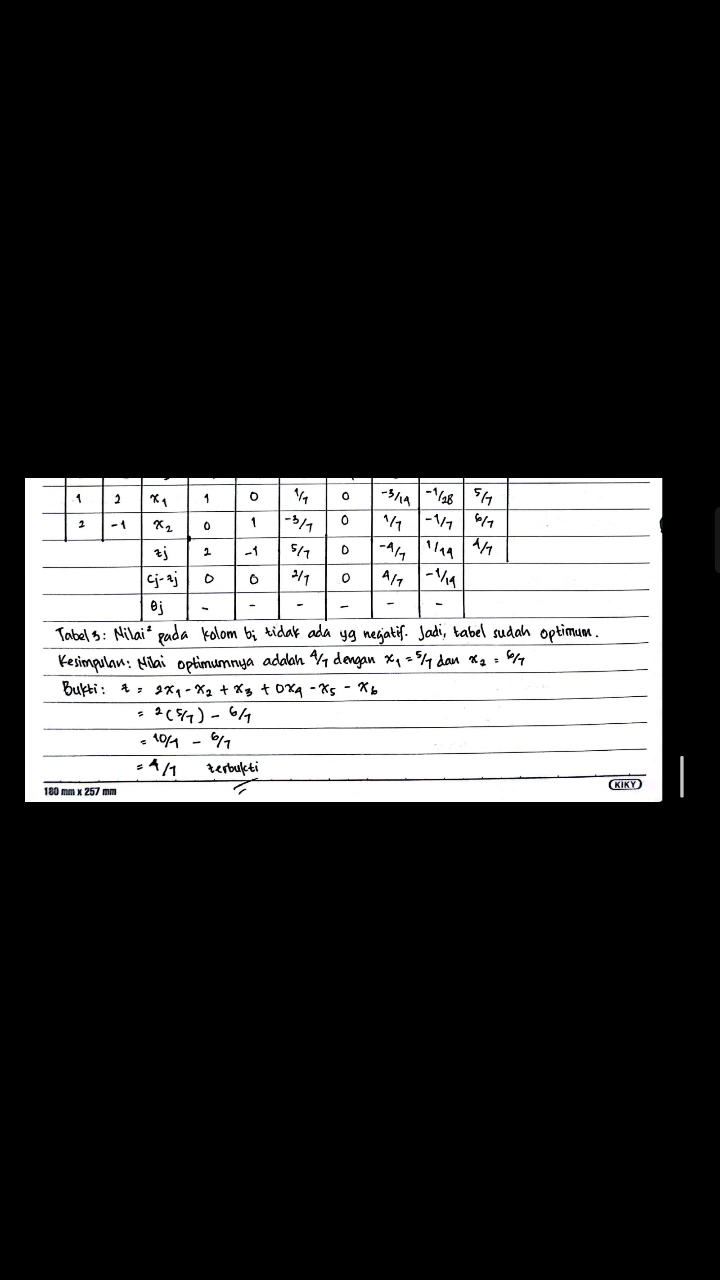 1 2 x₁ 1 0 1/7 0 -3/14 -1/28 5/7
2 -1 x₂ 0 1 -3/7 0 1/7 -1/7 6/7
zj 2 -1 5/7 0 -4/7 1/14 4/7
Cj-zj 0 0 2/7 0 4/7 -1/14
θj - - - - - -
Tabel 3: Nilai² pada kolom bi tidak ada yg negatif. Jadi, tabel sudah optimum.
Kesimpulan: Nilai optimumnya adalah 4/7 dengan x₁ = 5/7 dan x₂ = 6/7
Bukti: z = 2x₁ - x₂ + x₃ + 0x₄ - x₅ - x₆
= 2(5/7) - 6/7
= 10/7 - 6/7
= 4/7 terbukti
180 mm x 257 mm KIKY